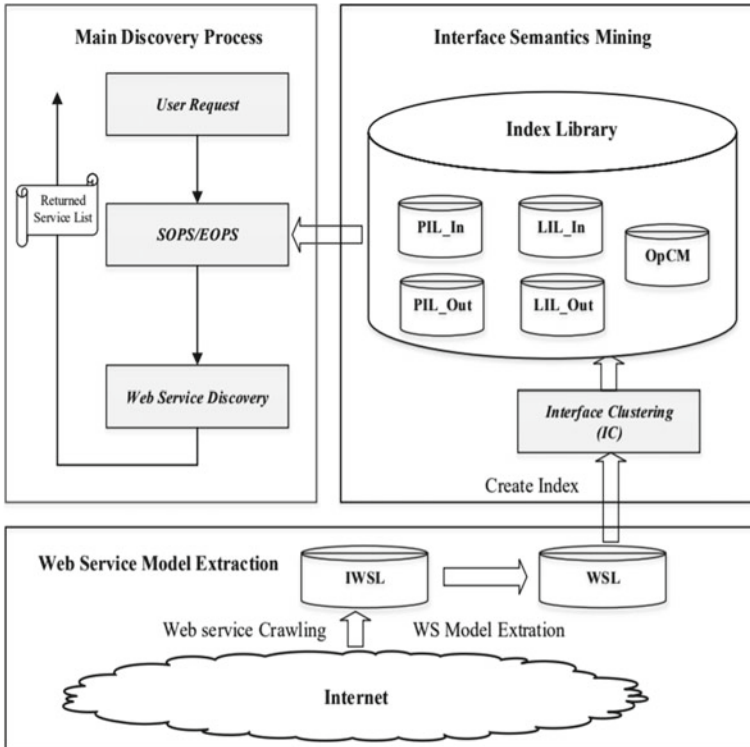 Main Discovery Process
User Request
Returned
Service List
SOPS/EOPS
Web Service Discovery
Interface Semantics Mining
Index Library
PIL_In
LIL_In
OpCM
PIL_Out
LIL_Out
Interface Clustering
(IC)
Create Index
Web Service Model Extraction
IWSL
WSL
Web service Crawling
WS Model Extration
Internet